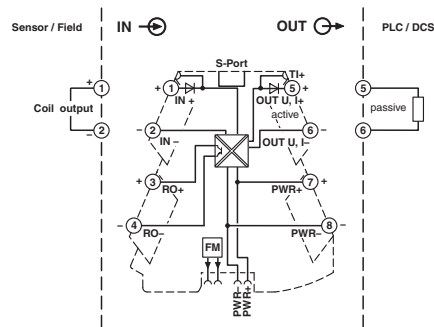 Sensor / Field
IN
OUT
PLC / DCS
S-Port
TI+
+
1
+
1
IN +
5
+
OUT U, I+
active
5
Coil output
passive
–
2
–
2
IN –
6
–
OUT U, I–
6
+
3
RO+
7
+
PWR+
–
4
RO–
8
–
PWR–
FM
PWR–
PWR+